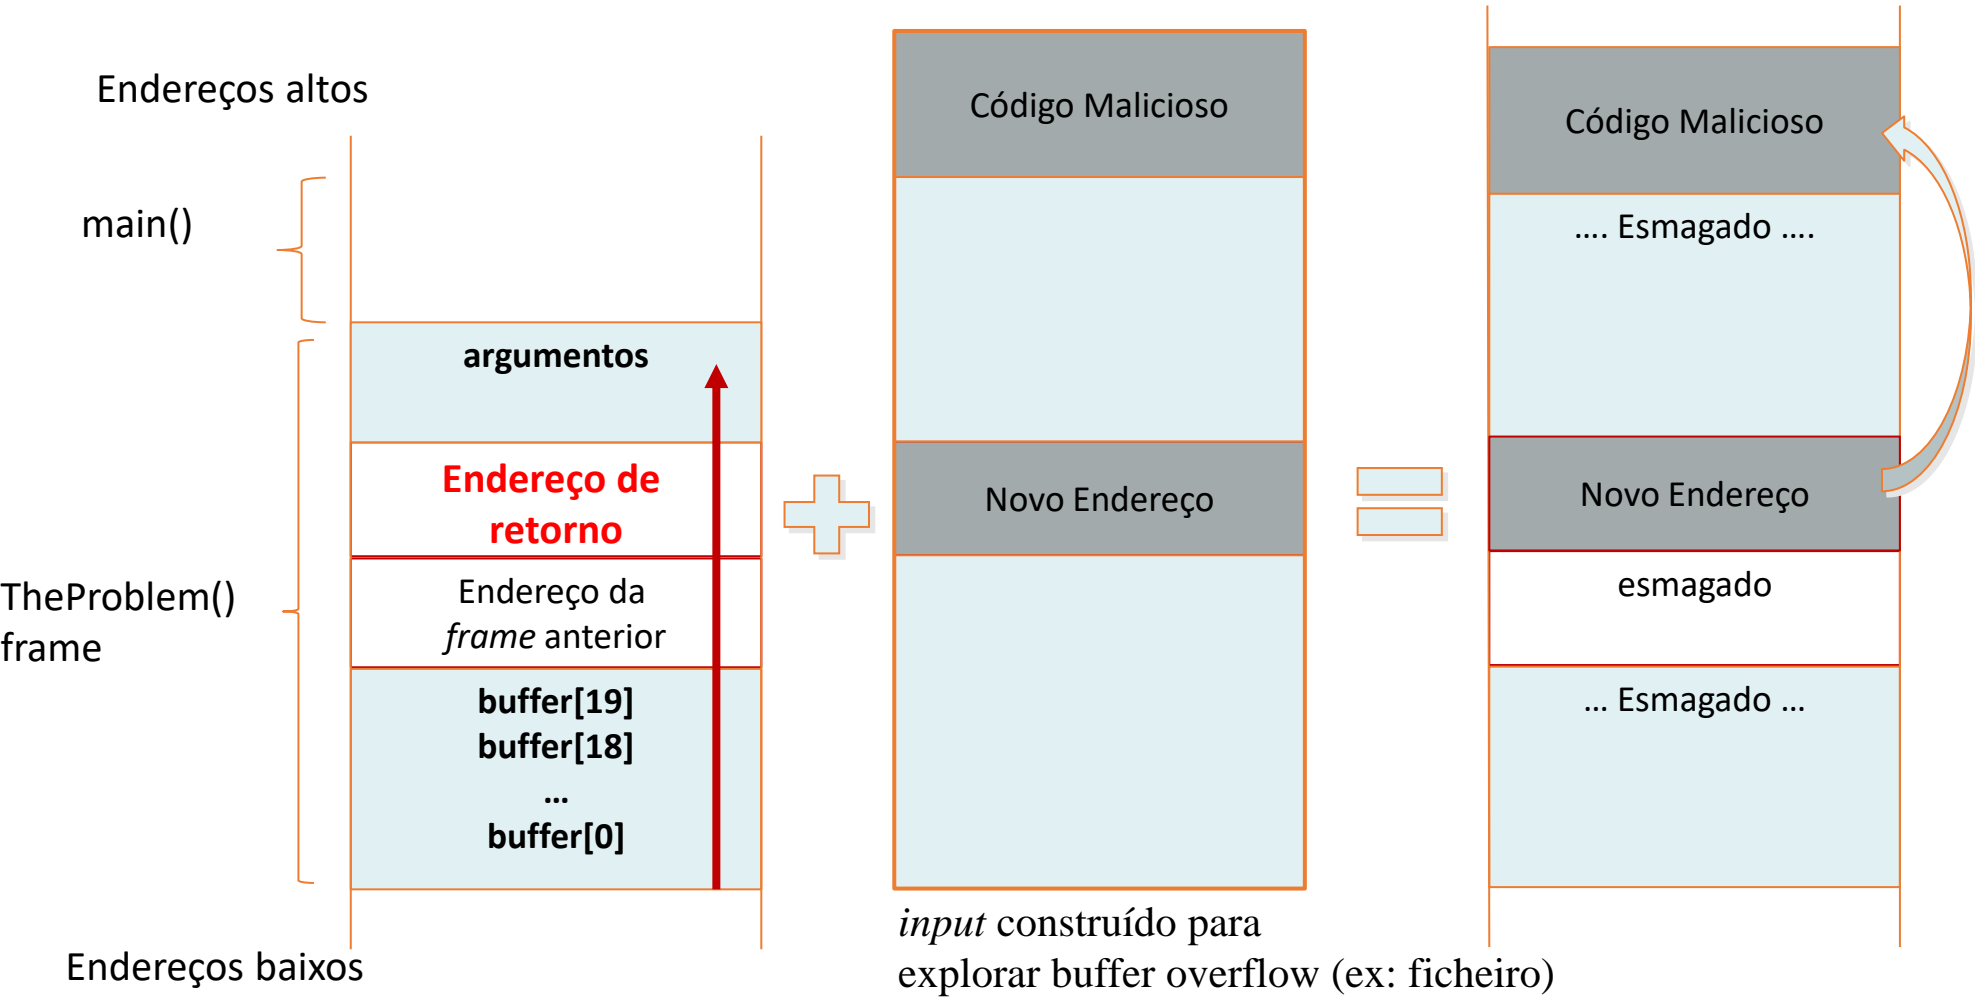 Endereços altos
main()
TheProblem()
frame
Endereços baixos
argumentos
Endereço de
retorno
Endereço da
frame anterior
buffer[19]
buffer[18]
...
buffer[0]
Código Malicioso
Novo Endereço
input construído para
explorar buffer overflow (ex: ficheiro)
Código Malicioso
.... Esmagado ....
Novo Endereço
esmagado
... Esmagado ...